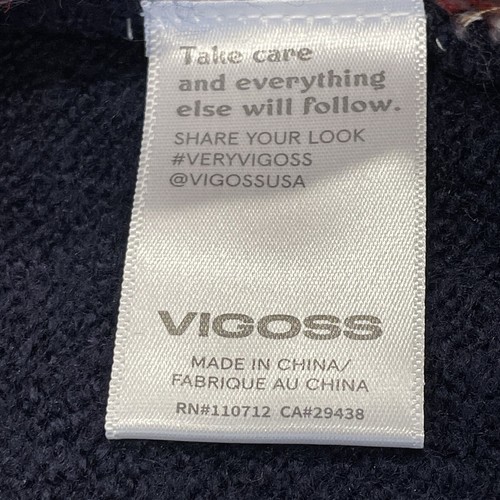 Take care
and everything
else will follow.
SHARE YOUR LOOK
#VERYVIGOSS
@VIGOSSUSA
VIGOSS
MADE IN CHINA/
FABRIQUE AU CHINA
RN#110712 CA#29438